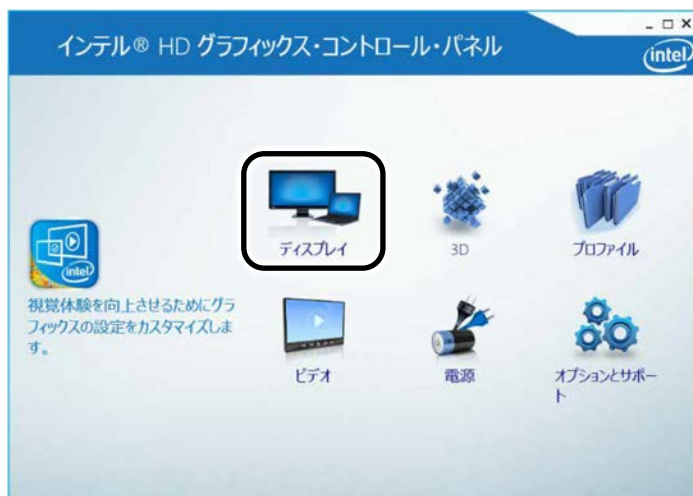 インテル® HD グラフィックス・コントロール・パネル
intel
ディスプレイ
3D
プロファイル
intel
視覚体験を向上させるためにグラ
フィックスの設定をカスタマイズしま
す。
ビデオ
電源
オプションとサポー
ト